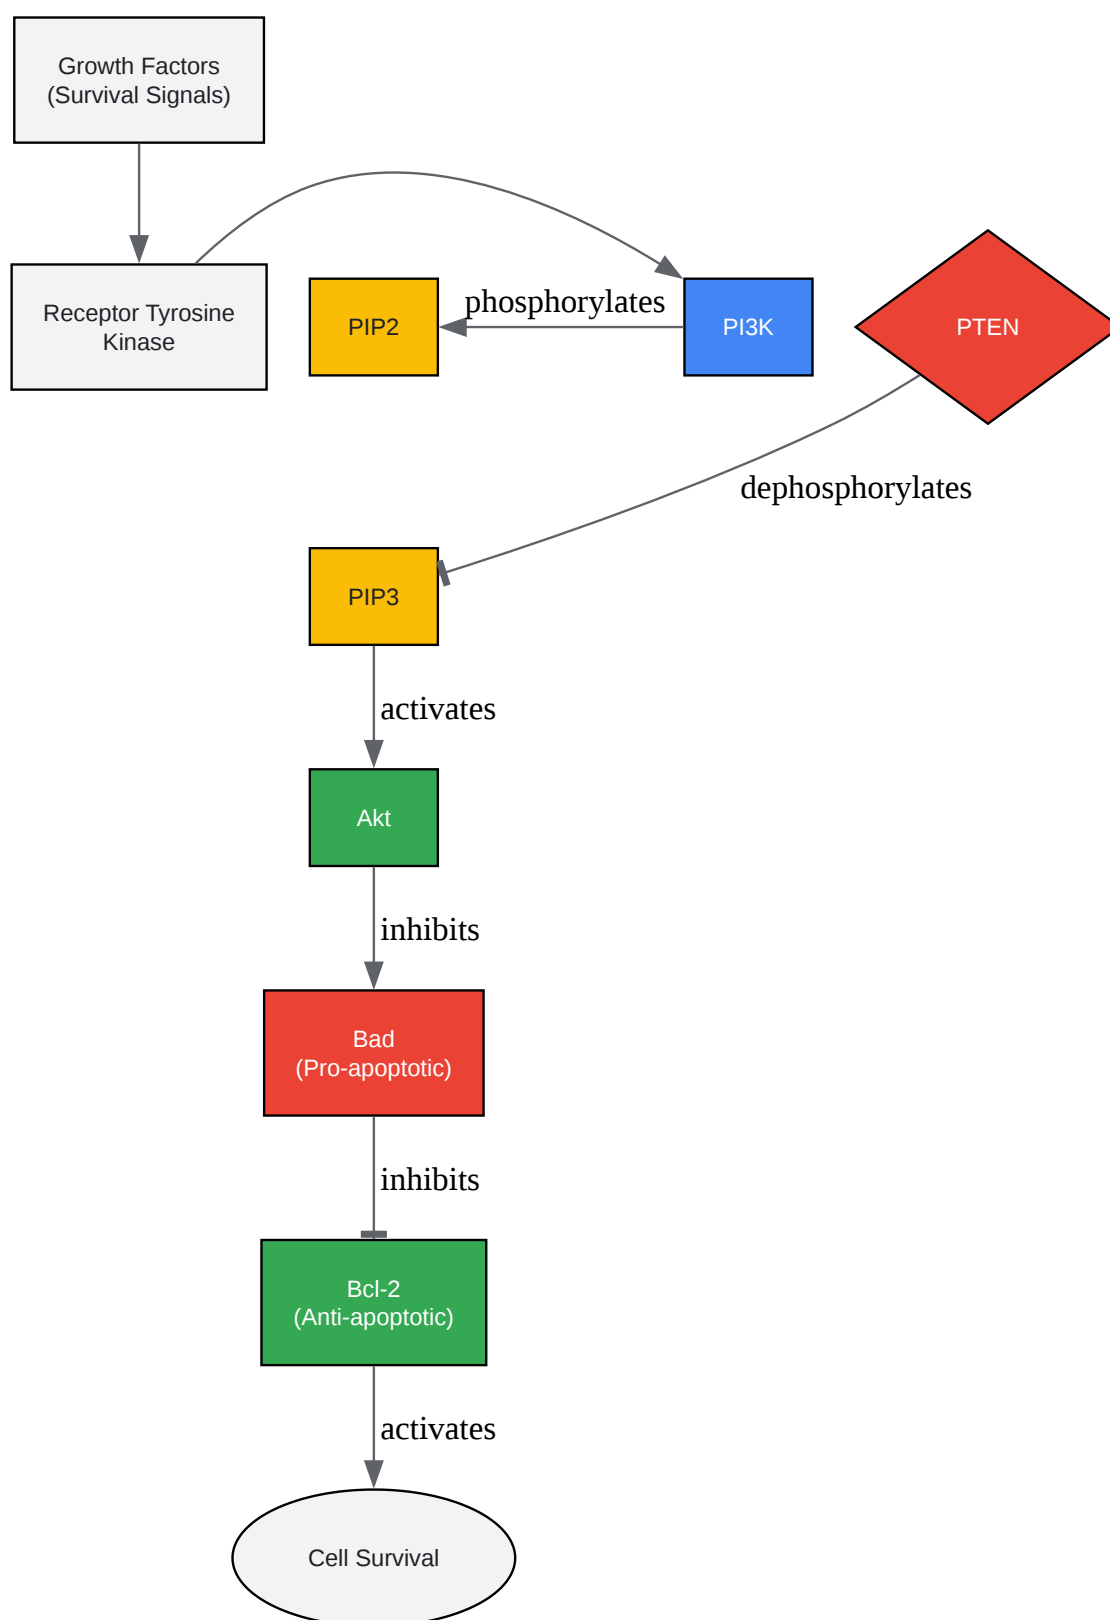 Growth Factors
(Survival Signals)
Receptor Tyrosine
Kinase
PIP2
phosphorylates
PI3K
PTEN
dephosphorylates
PIP3
activates
Akt
inhibits
Bad
(Pro-apoptotic)
inhibits
Bcl-2
(Anti-apoptotic)
activates
Cell Survival